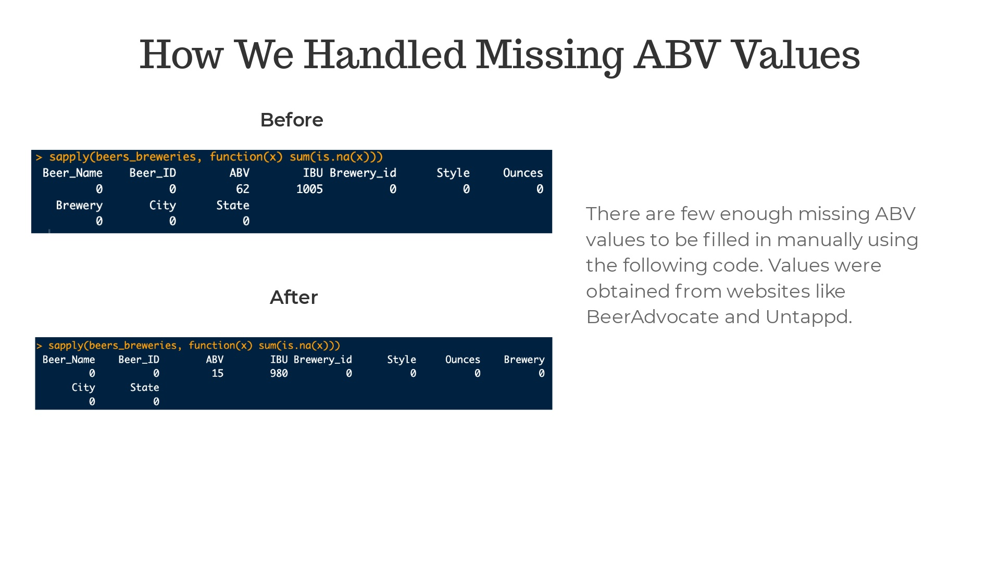 How We Handled Missing ABV Values
Before
> sapply(beers_breweries, function(x) sum(is.na(x)))
Beer_Name Beer_ID ABV IBU Brewery_id Style Ounces
0 0 62 1005 0 0 0
Brewery City State
0 0 0
After
> sapply(beers_breweries, function(x) sum(is.na(x)))
Beer_Name Beer_ID ABV IBU Brewery_id Style Ounces Brewery
0 0 15 980 0 0 0 0
City State
0 0
There are few enough missing ABV
values to be filled in manually using
the following code. Values were
obtained from websites like
BeerAdvocate and Untappd.